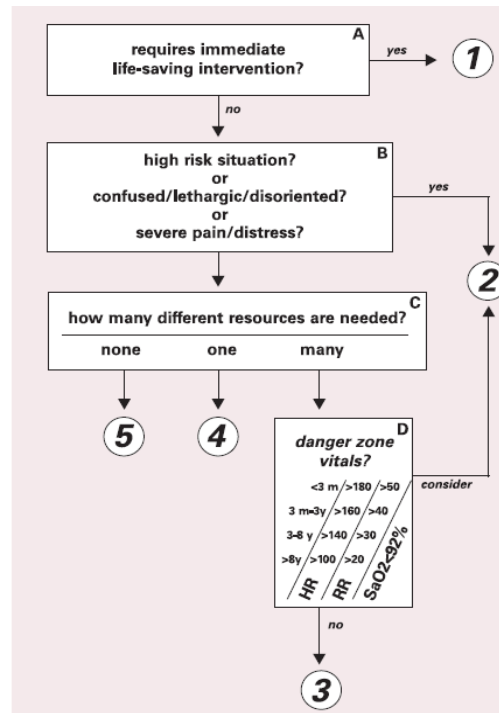 A
requires immediate
life-saving intervention?
yes
1
no
B
high risk situation?
or
confused/lethargic/disoriented?
or
severe pain/distress?
yes
2
C
how many different resources are needed?
none one many
5 4
D
danger zone
vitals?
<3 m >180 >50
3 m-3y >160 >40
3-8 y >140 >30
>8y >100 >20
HR RR SaO2<92%
consider
no
3